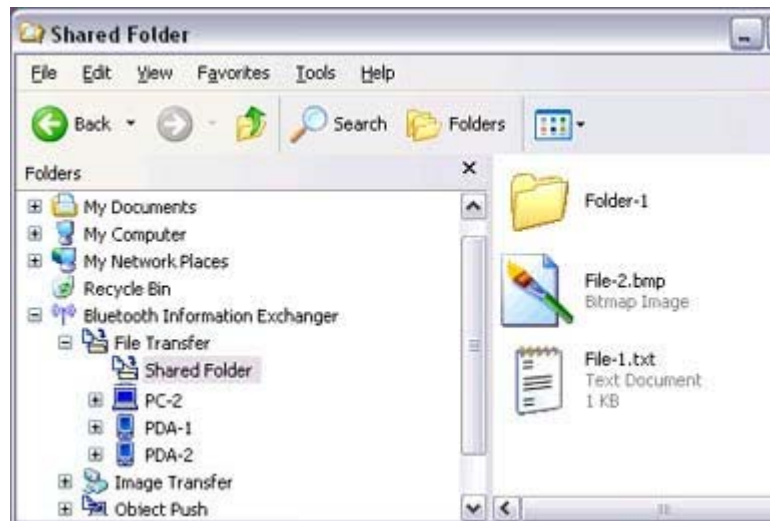 Shared Folder
File Edit View Favorites Tools Help
Back Search Folders
Folders
My Documents
My Computer
My Network Places
Recycle Bin
Bluetooth Information Exchanger
File Transfer
Shared Folder
PC-2
PDA-1
PDA-2
Image Transfer
Object Push
Folder-1
File-2.bmp
Bitmap Image
File-1.txt
Text Document
1 KB